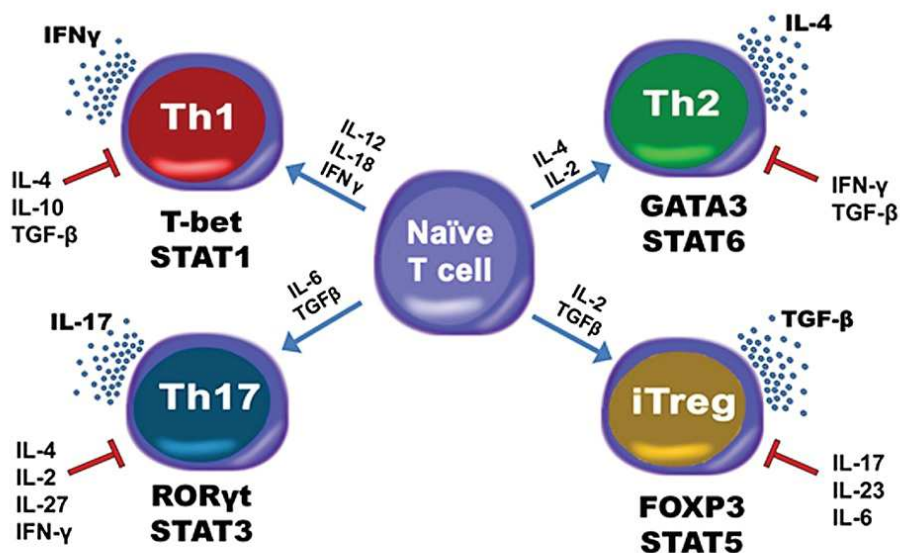 IFNγ
Th1
IL-4
IL-10
TGF-β
T-bet
STAT1
IL-12
IL-18
IFNγ
IL-4
Th2
IL-4
IL-2
IFN-γ
TGF-β
GATA3
STAT6
Naïve
T cell
IL-17
Th17
IL-6
TGFβ
IL-4
IL-2
IL-27
IFN-γ
RORγt
STAT3
IL-2
TGFβ
TGF-β
iTreg
IL-17
IL-23
IL-6
FOXP3
STAT5